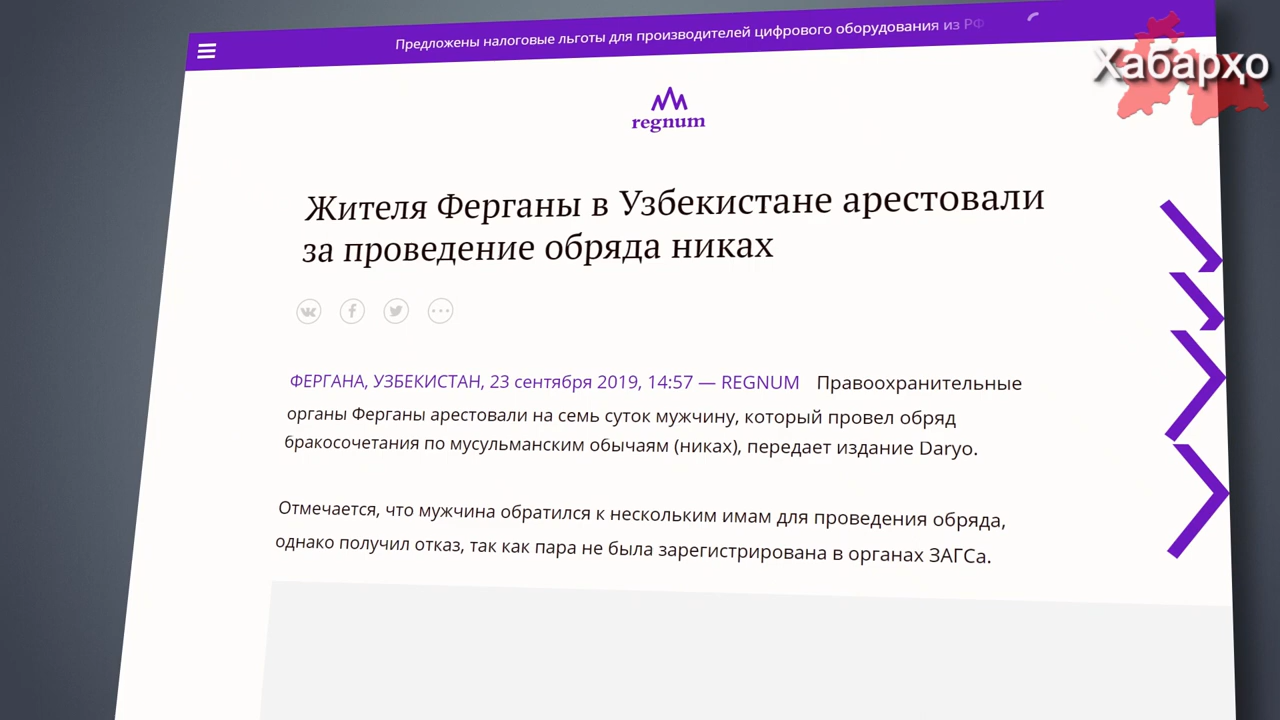 Предложены налоговые льготы для производителей цифрового оборудования из РФ
Хабарҳо
regnum
Жителя Ферганы в Узбекистане арестовали
за проведение обряда никах
ФЕРГАНА, УЗБЕКИСТАН, 23 сентября 2019, 14:57 — REGNUM Правоохранительные
органы Ферганы арестовали на семь суток мужчину, который провел обряд
бракосочетания по мусульманским обычаям (никах), передает издание Daryo.
Отмечается, что мужчина обратился к нескольким имам для проведения обряда,
однако получил отказ, так как пара не была зарегистрирована в органах ЗАГСа.